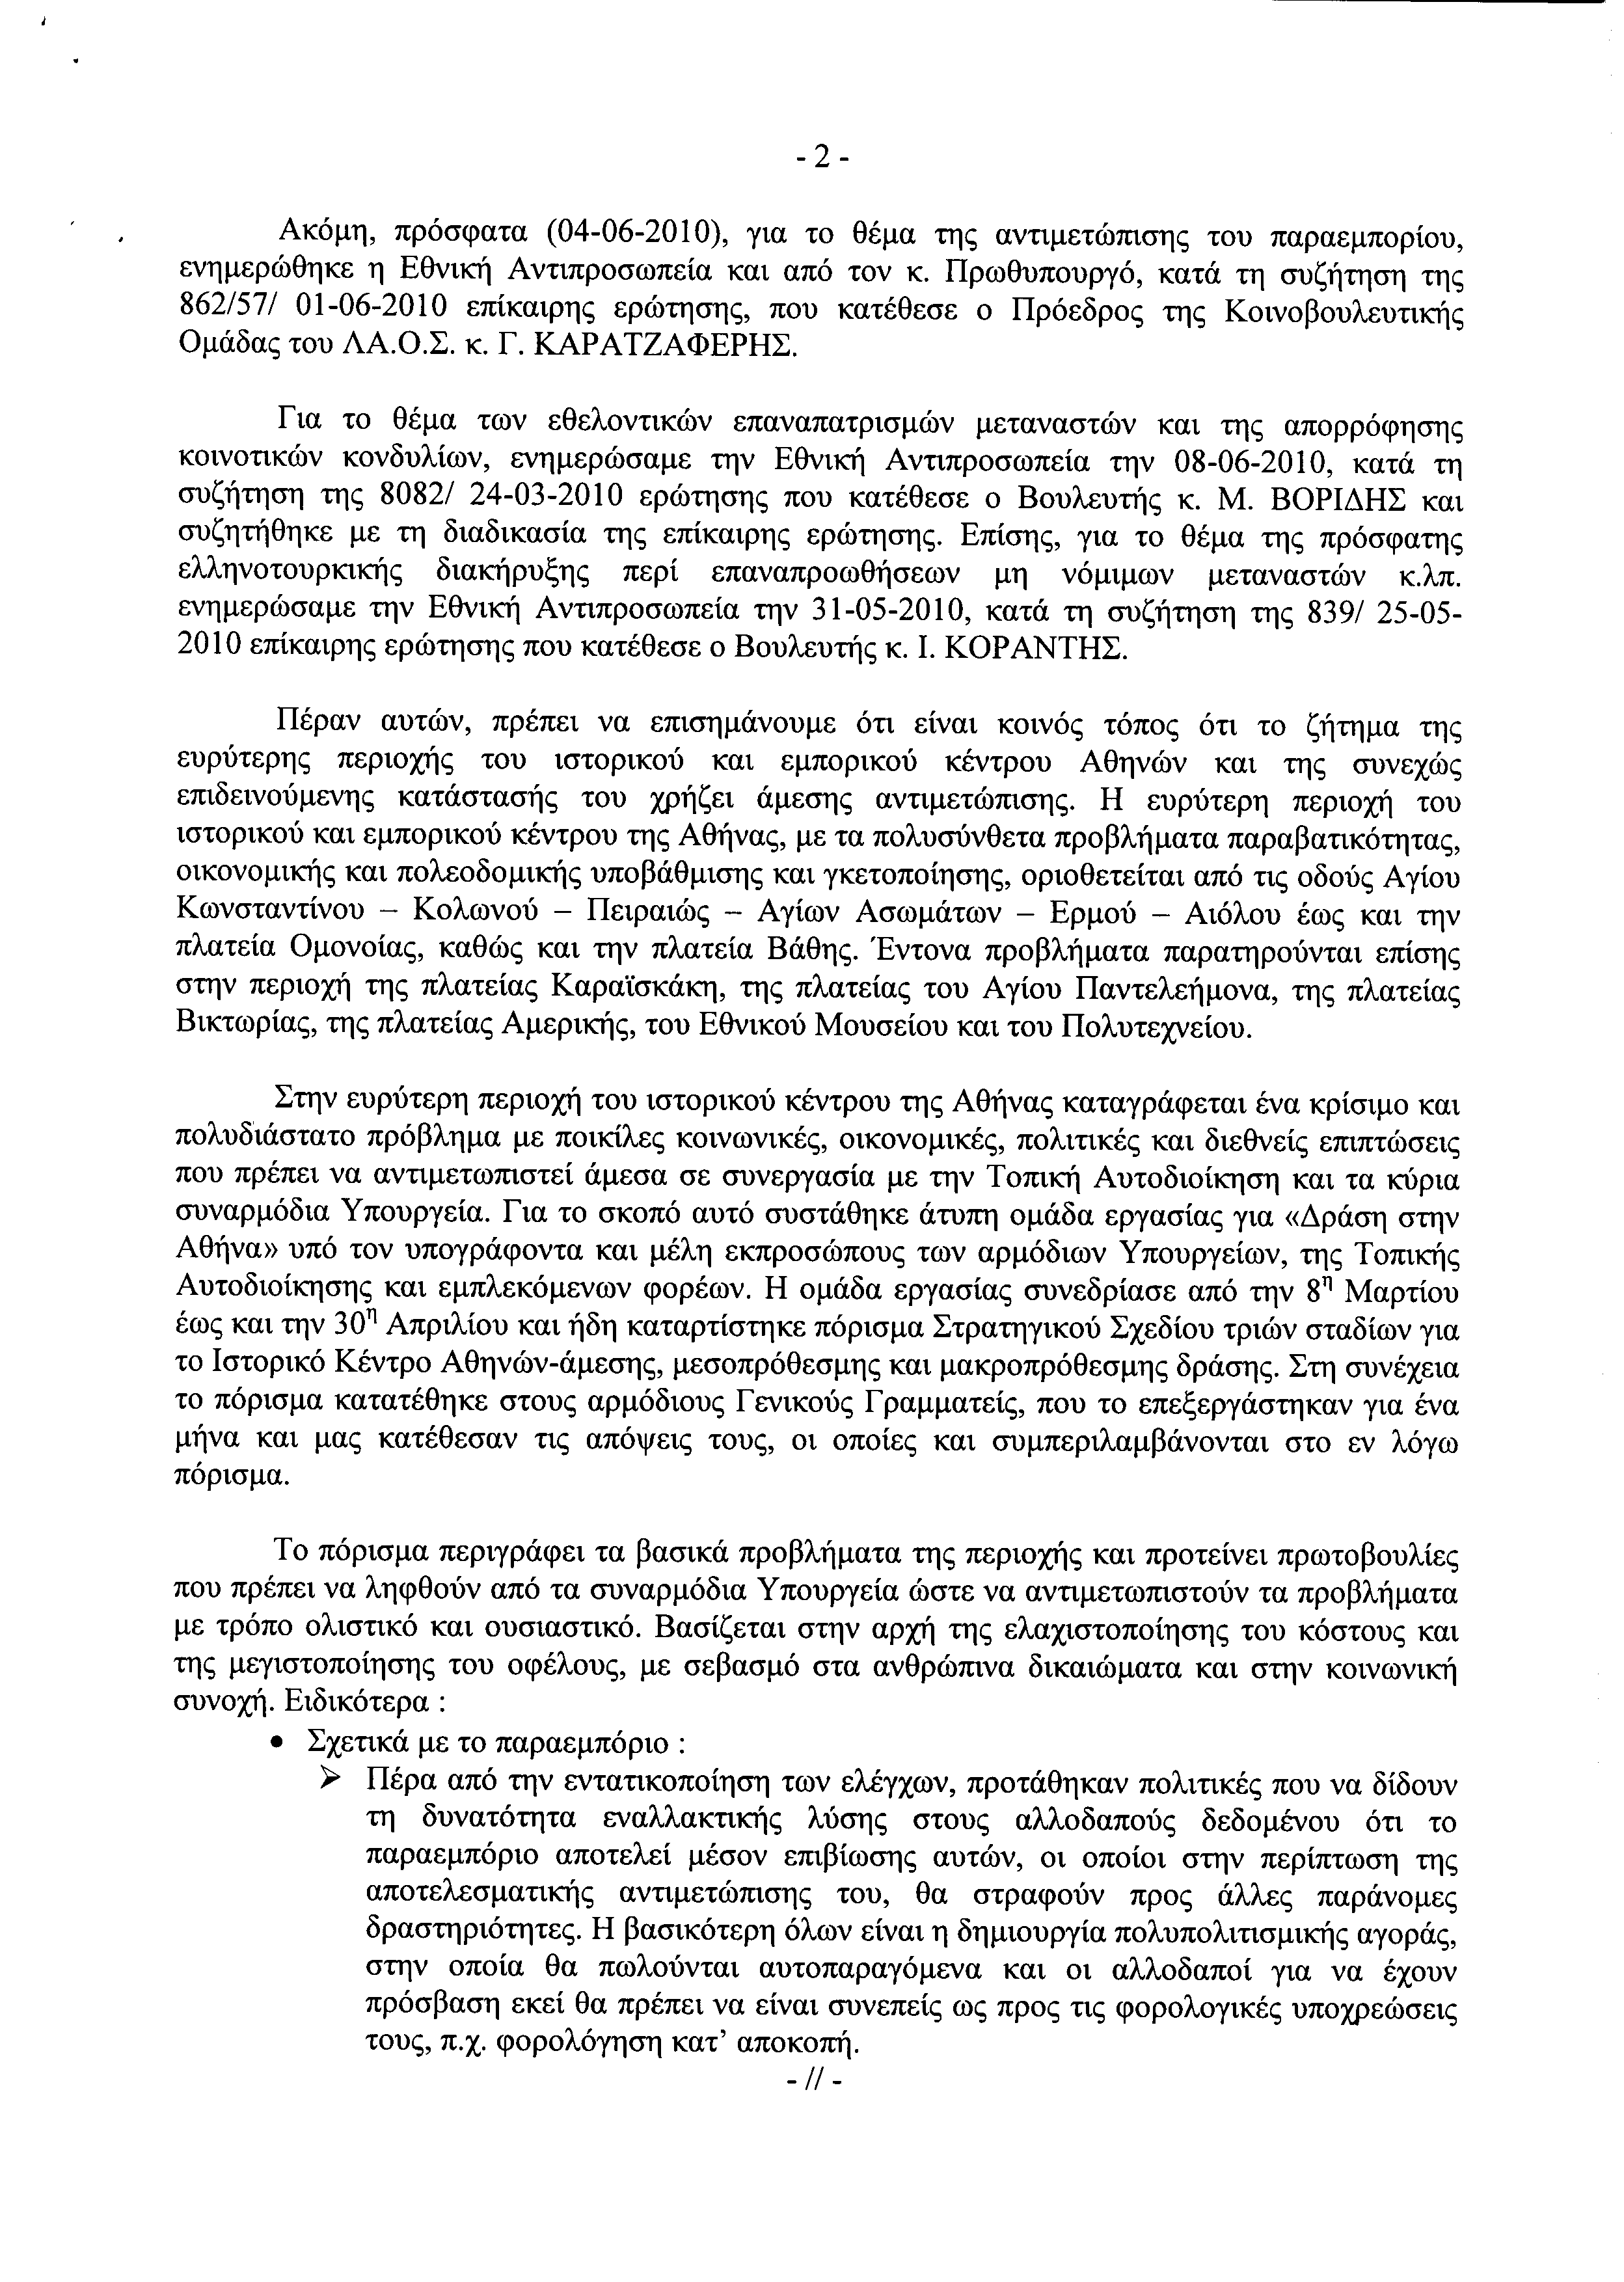 - 2 -
Ακόμη, πρόσφατα (04-06-2010), για το θέμα της αντιμετώπισης του παραεμπορίου,
ενημερώθηκε η Εθνική Αντιπροσωπεία και από τον κ. Πρωθυπουργό, κατά τη συζήτηση της
862/57/ 01-06-2010 επίκαιρης ερώτησης, που κατέθεσε ο Πρόεδρος της Κοινοβουλευτικής
Ομάδας του ΛΑ.Ο.Σ. κ. Γ. ΚΑΡΑΤΖΑΦΕΡΗΣ.
Για το θέμα των εθελοντικών επαναπατρισμών μεταναστών και της απορρόφησης
κοινοτικών κονδυλίων, ενημερώσαμε την Εθνική Αντιπροσωπεία την 08-06-2010, κατά τη
συζήτηση της 8082/ 24-03-2010 ερώτησης που κατέθεσε ο Βουλευτής κ. Μ. ΒΟΡΙΔΗΣ και
συζητήθηκε με τη διαδικασία της επίκαιρης ερώτησης. Επίσης, για το θέμα της πρόσφατης
ελληνοτουρκικής διακήρυξης περί επαναπροωθήσεων μη νόμιμων μεταναστών κ.λπ.
ενημερώσαμε την Εθνική Αντιπροσωπεία την 31-05-2010, κατά τη συζήτηση της 839/ 25-05-
2010 επίκαιρης ερώτησης που κατέθεσε ο Βουλευτής κ. Ι. ΚΟΡΑΝΤΗΣ.
Πέραν αυτών, πρέπει να επισημάνουμε ότι είναι κοινός τόπος ότι το ζήτημα της
ευρύτερης περιοχής του ιστορικού και εμπορικού κέντρου Αθηνών και της συνεχώς
επιδεινούμενης κατάστασής του χρήζει άμεσης αντιμετώπισης. Η ευρύτερη περιοχή του
ιστορικού και εμπορικού κέντρου της Αθήνας, με τα πολυσύνθετα προβλήματα παραβατικότητας,
οικονομικής και πολεοδομικής υποβάθμισης και γκετοποίησης, οριοθετείται από τις οδούς Αγίου
Κωνσταντίνου – Κολωνού – Πειραιώς – Αγίων Ασωμάτων – Ερμού – Αιόλου έως και την
πλατεία Ομονοίας, καθώς και την πλατεία Βάθης. Έντονα προβλήματα παρατηρούνται επίσης
στην περιοχή της πλατείας Καραϊσκάκη, της πλατείας του Αγίου Παντελεήμονα, της πλατείας
Βικτωρίας, της πλατείας Αμερικής, του Εθνικού Μουσείου και του Πολυτεχνείου.
Στην ευρύτερη περιοχή του ιστορικού κέντρου της Αθήνας καταγράφεται ένα κρίσιμο και
πολυδιάστατο πρόβλημα με ποικίλες κοινωνικές, οικονομικές, πολιτικές και διεθνείς επιπτώσεις
που πρέπει να αντιμετωπιστεί άμεσα σε συνεργασία με την Τοπική Αυτοδιοίκηση και τα κύρια
συναρμόδια Υπουργεία. Για το σκοπό αυτό συστάθηκε άτυπη ομάδα εργασίας για «Δράση στην
Αθήνα» υπό τον υπογράφοντα και μέλη εκπροσώπους των αρμόδιων Υπουργείων, της Τοπικής
Αυτοδιοίκησης και εμπλεκόμενων φορέων. Η ομάδα εργασίας συνεδρίασε από την 8η Μαρτίου
έως και την 30η Απριλίου και ήδη καταρτίστηκε πόρισμα Στρατηγικού Σχεδίου τριών σταδίων για
το Ιστορικό Κέντρο Αθηνών-άμεσης, μεσοπρόθεσμης και μακροπρόθεσμης δράσης. Στη συνέχεια
το πόρισμα κατατέθηκε στους αρμόδιους Γενικούς Γραμματείς, που το επεξεργάστηκαν για ένα
μήνα και μας κατέθεσαν τις απόψεις τους, οι οποίες και συμπεριλαμβάνονται στο εν λόγω
πόρισμα.
Το πόρισμα περιγράφει τα βασικά προβλήματα της περιοχής και προτείνει πρωτοβουλίες
που πρέπει να ληφθούν από τα συναρμόδια Υπουργεία ώστε να αντιμετωπιστούν τα προβλήματα
με τρόπο ολιστικό και ουσιαστικό. Βασίζεται στην αρχή της ελαχιστοποίησης του κόστους και
της μεγιστοποίησης του οφέλους, με σεβασμό στα ανθρώπινα δικαιώματα και στην κοινωνική
συνοχή. Ειδικότερα :
• Σχετικά με το παραεμπόριο :
➢ Πέρα από την εντατικοποίηση των ελέγχων, προτάθηκαν πολιτικές που να δίδουν
τη δυνατότητα εναλλακτικής λύσης στους αλλοδαπούς δεδομένου ότι το
παραεμπόριο αποτελεί μέσον επιβίωσης αυτών, οι οποίοι στην περίπτωση της
αποτελεσματικής αντιμετώπισης του, θα στραφούν προς άλλες παράνομες
δραστηριότητες. Η βασικότερη όλων είναι η δημιουργία πολυπολιτισμικής αγοράς,
στην οποία θα πωλούνται αυτοπαραγόμενα και οι αλλοδαποί για να έχουν
πρόσβαση εκεί θα πρέπει να είναι συνεπείς ως προς τις φορολογικές υποχρεώσεις
τους, π.χ. φορολόγηση κατ’ αποκοπή.
- // -